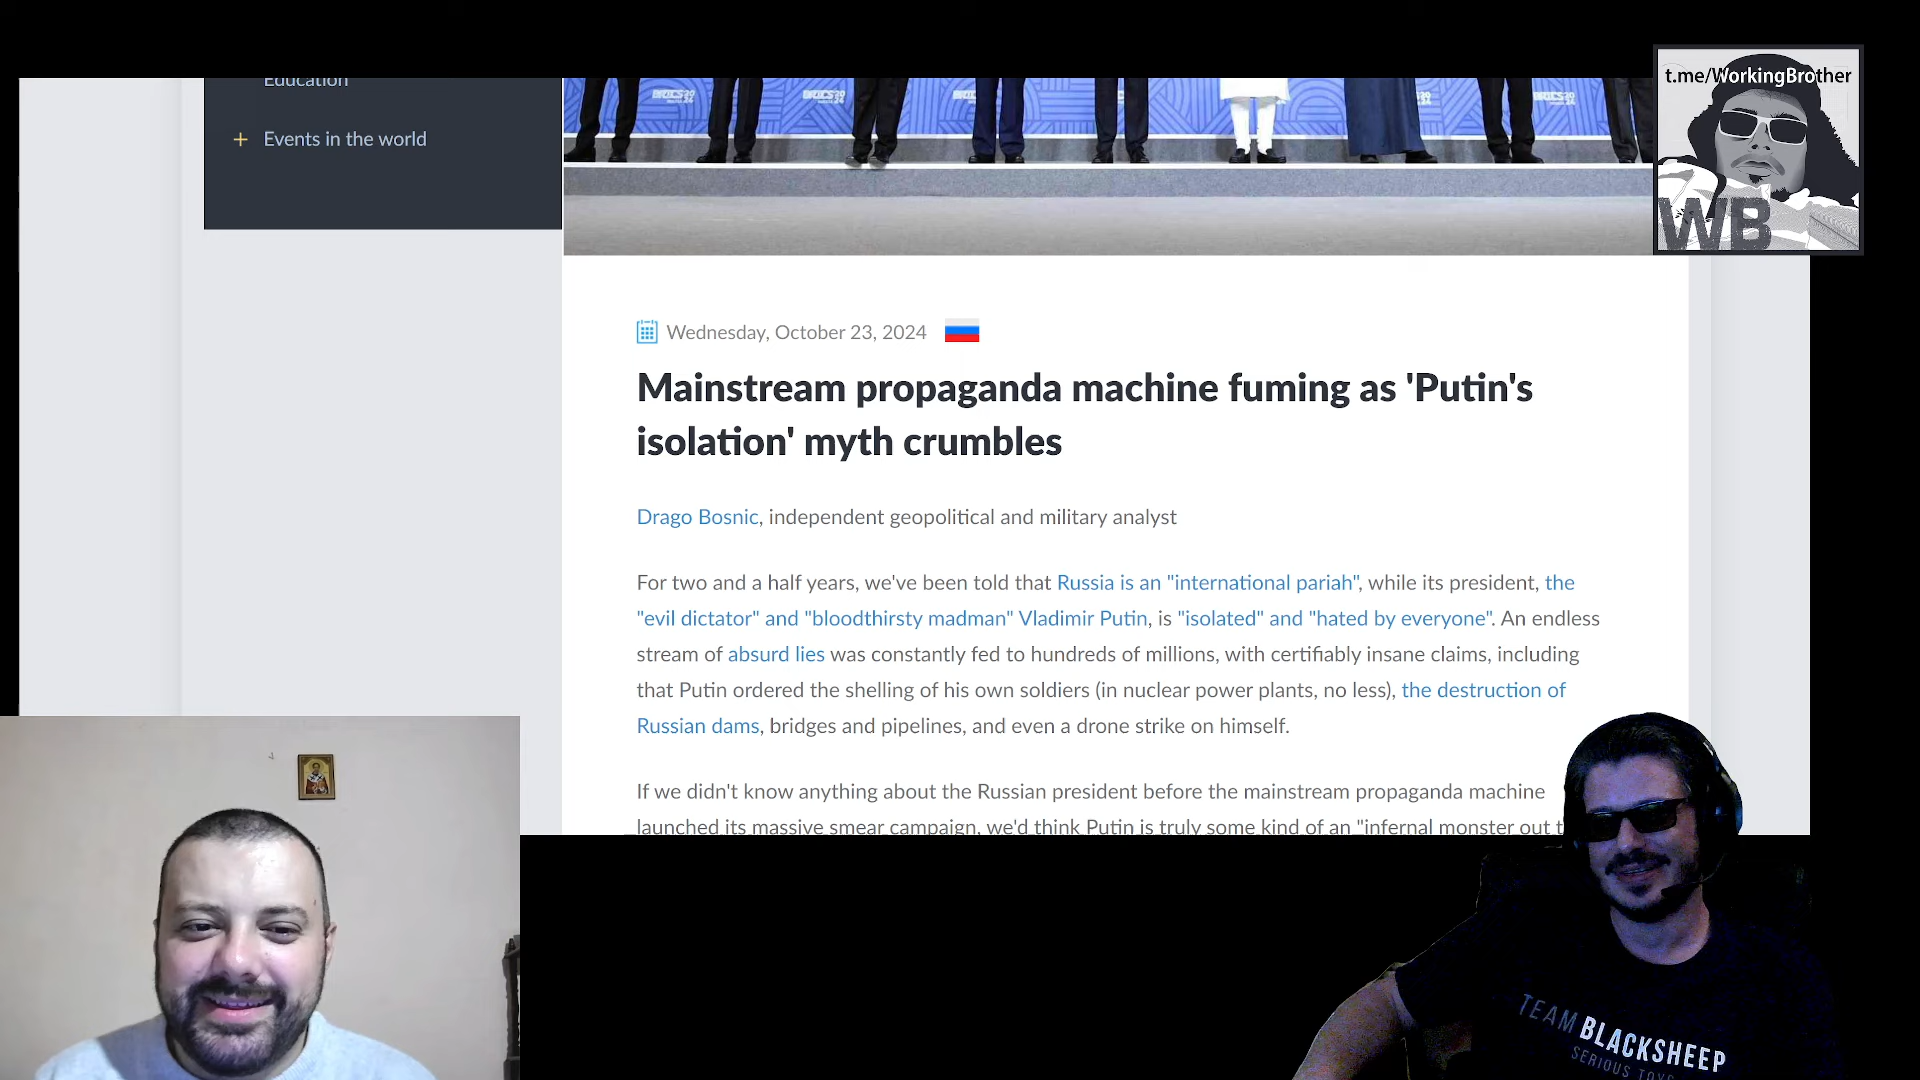 Education
+ Events in the world
t.me/WorkingBrother
WB
Wednesday, October 23, 2024
Mainstream propaganda machine fuming as 'Putin's
isolation' myth crumbles
Drago Bosnic, independent geopolitical and military analyst
For two and a half years, we've been told that Russia is an "international pariah", while its president, the
"evil dictator" and "bloodthirsty madman" Vladimir Putin, is "isolated" and "hated by everyone". An endless
stream of absurd lies was constantly fed to hundreds of millions, with certifiably insane claims, including
that Putin ordered the shelling of his own soldiers (in nuclear power plants, no less), the destruction of
Russian dams, bridges and pipelines, and even a drone strike on himself.
If we didn't know anything about the Russian president before the mainstream propaganda machine
launched its massive smear campaign, we'd think Putin is truly some kind of an "infernal monster out
TEAM BLACKSHEEP
SERIOUS TOYS